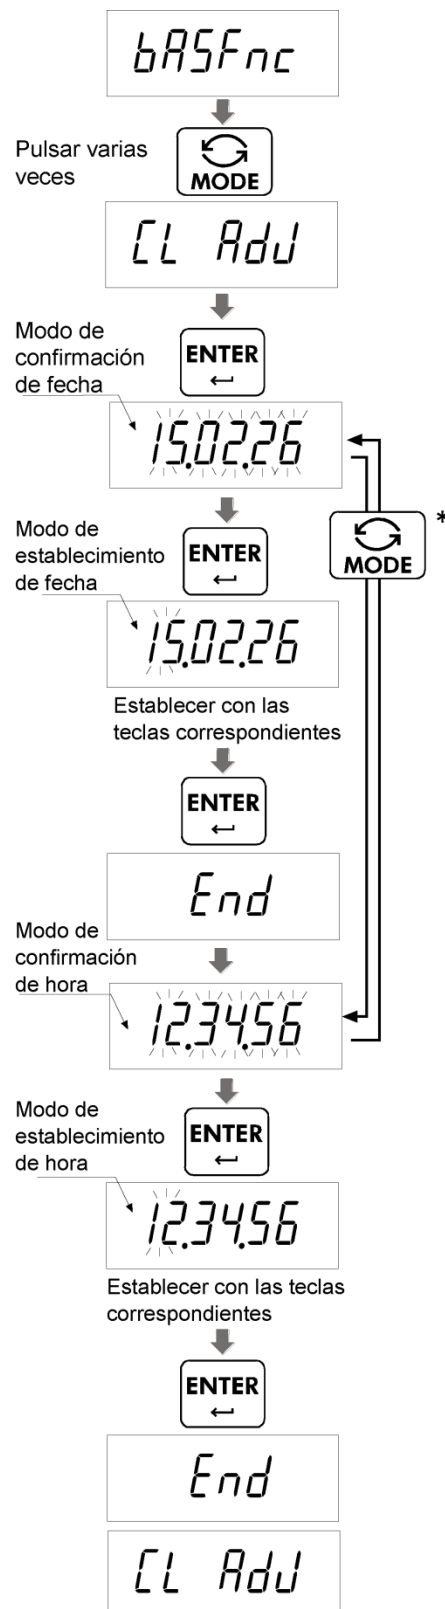 bASFnc
Pulsar varias
veces
MODE
CL AdJ
Modo de
confirmación
de fecha
ENTER
15.02.26
*
MODE
Modo de
establecimiento
de fecha
ENTER
15.02.26
Establecer con las
teclas correspondientes
ENTER
End
Modo de
confirmación
de hora
12.34.56
Modo de
establecimiento
de hora
ENTER
12.34.56
Establecer con las teclas
correspondientes
ENTER
End
CL AdJ